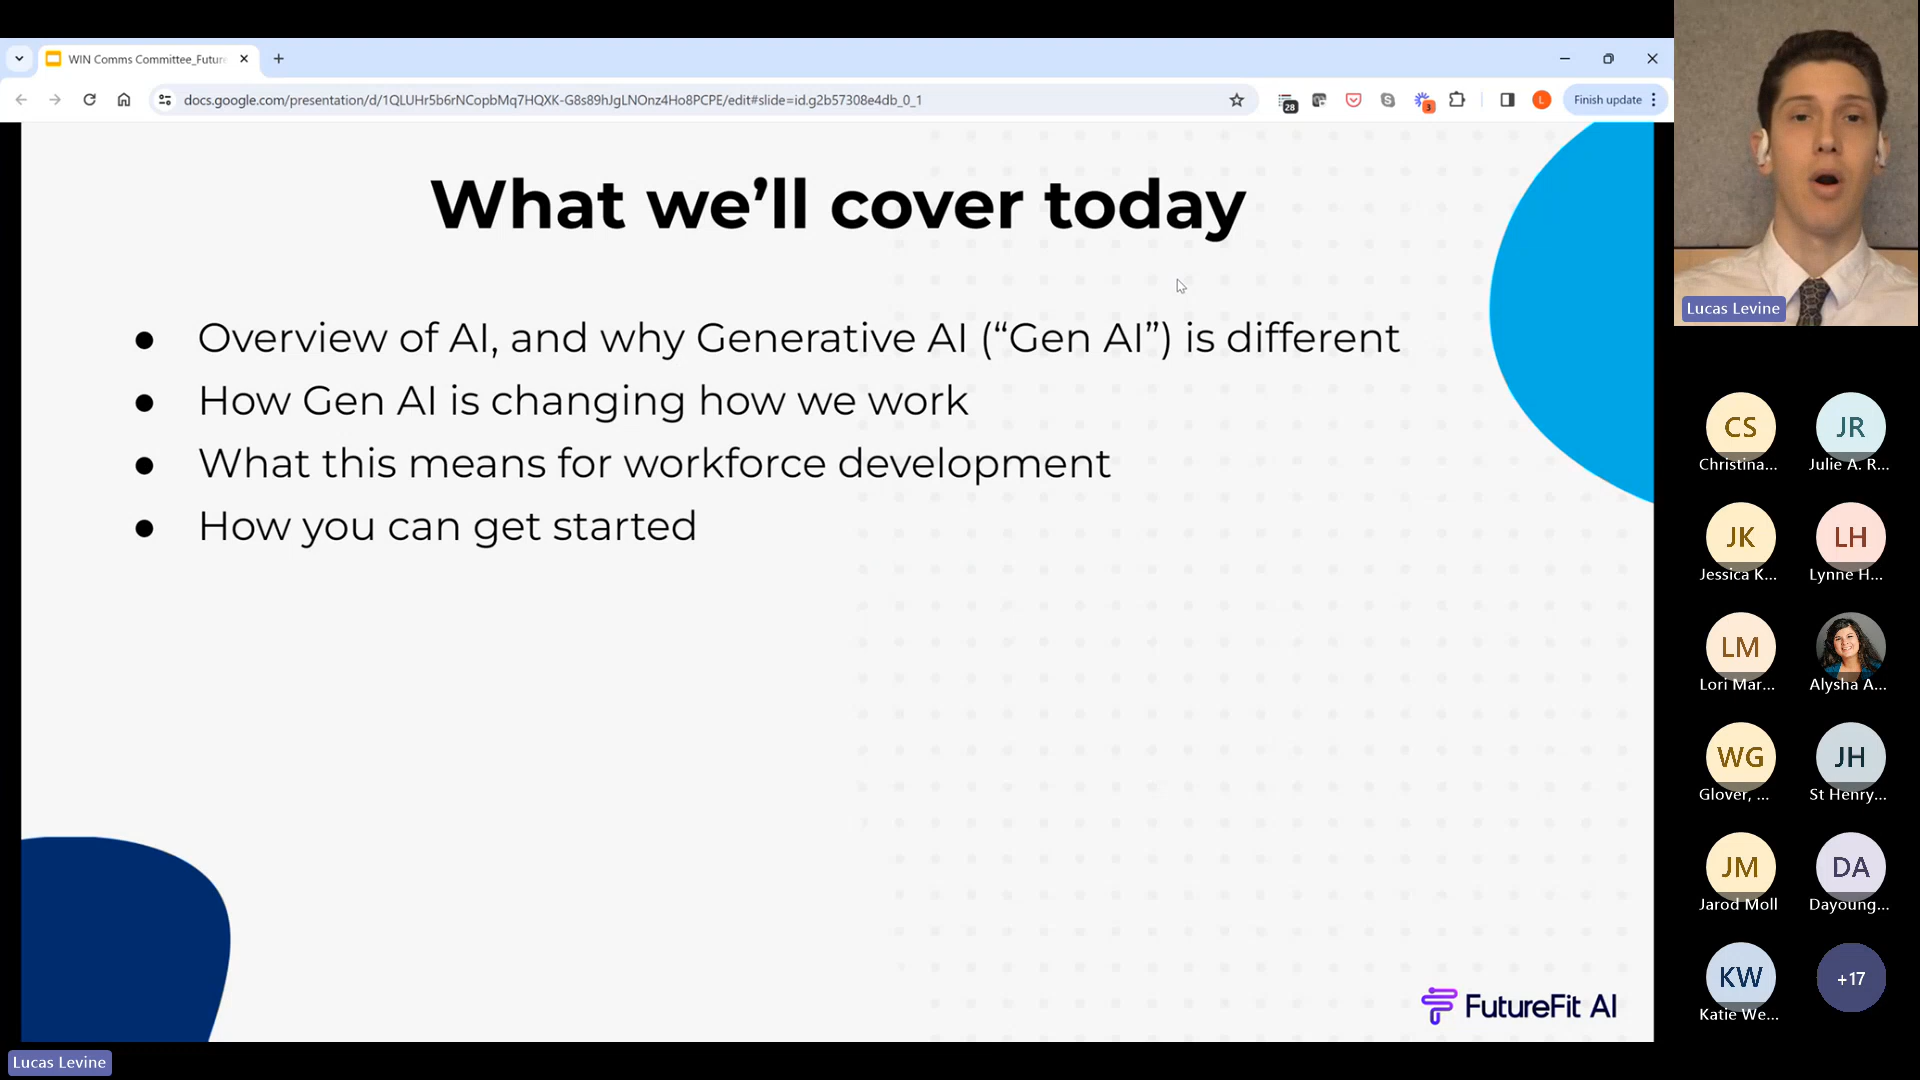 WIN Comms Committee_Future
docs.google.com/presentation/d/1QLUHr5b6rNCopbMq7HQXK-G8s89hJgLNOnz4Ho8PCPE/edit#slide=id.g2b57308e4db_0_1
28
3
L
Finish update
What we’ll cover today
● Overview of AI, and why Generative AI (“Gen AI”) is different
● How Gen AI is changing how we work
● What this means for workforce development
● How you can get started
FutureFit AI
Lucas Levine
Lucas Levine
CS
Christina...
JR
Julie A. R...
JK
Jessica K...
LH
Lynne H...
LM
Lori Mar...
Alysha A...
WG
Glover, ...
JH
St Henry...
JM
Jarod Moll
DA
Dayoung...
KW
Katie We...
+17